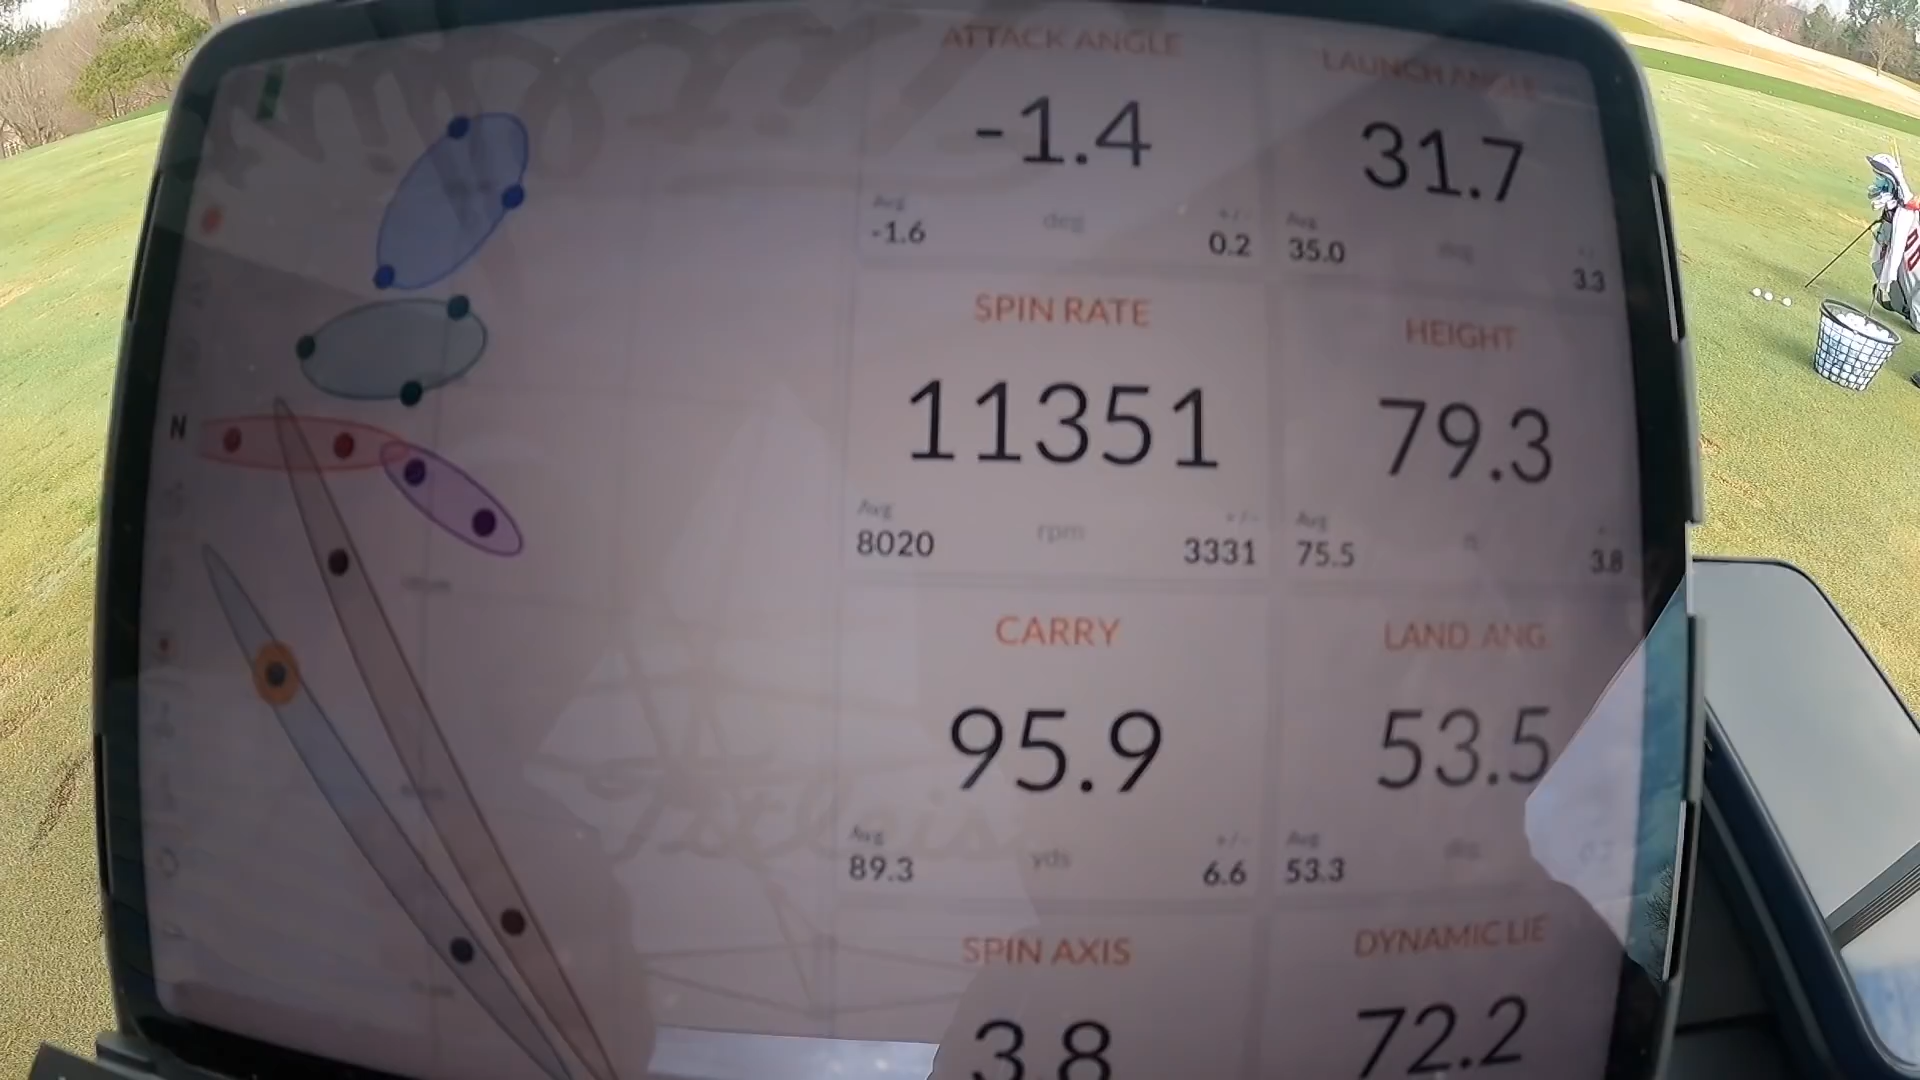 ATTACK ANGLE
-1.4
Avg
-1.6
deg
+/-
0.2
LAUNCH ANGLE
31.7
Avg
35.0
deg
+/-
3.3
SPIN RATE
11351
Avg
8020
rpm
+/-
3331
HEIGHT
79.3
Avg
75.5
ft
3.8
N
CARRY
95.9
Avg
89.3
yds
+/-
6.6
LAND. ANG
53.5
Avg
53.3
deg
SPIN AXIS
3.8
DYNAMIC LIE
72.2